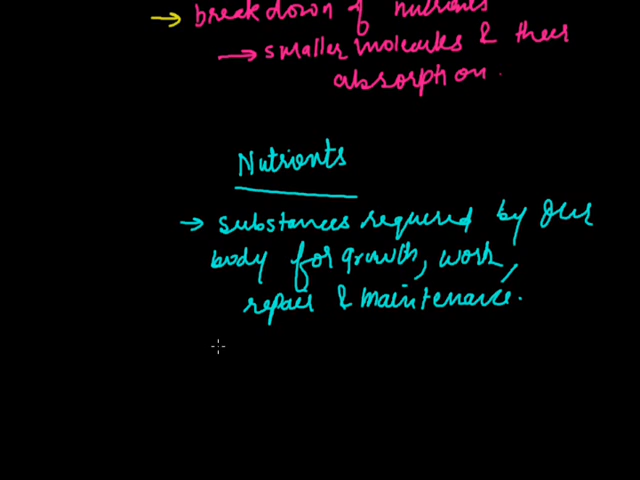 → breakdown of nutrients
→ smaller molecules & their
absorption.
Nutrients
→ substances required by our
body for growth, work,
repair & maintenance.